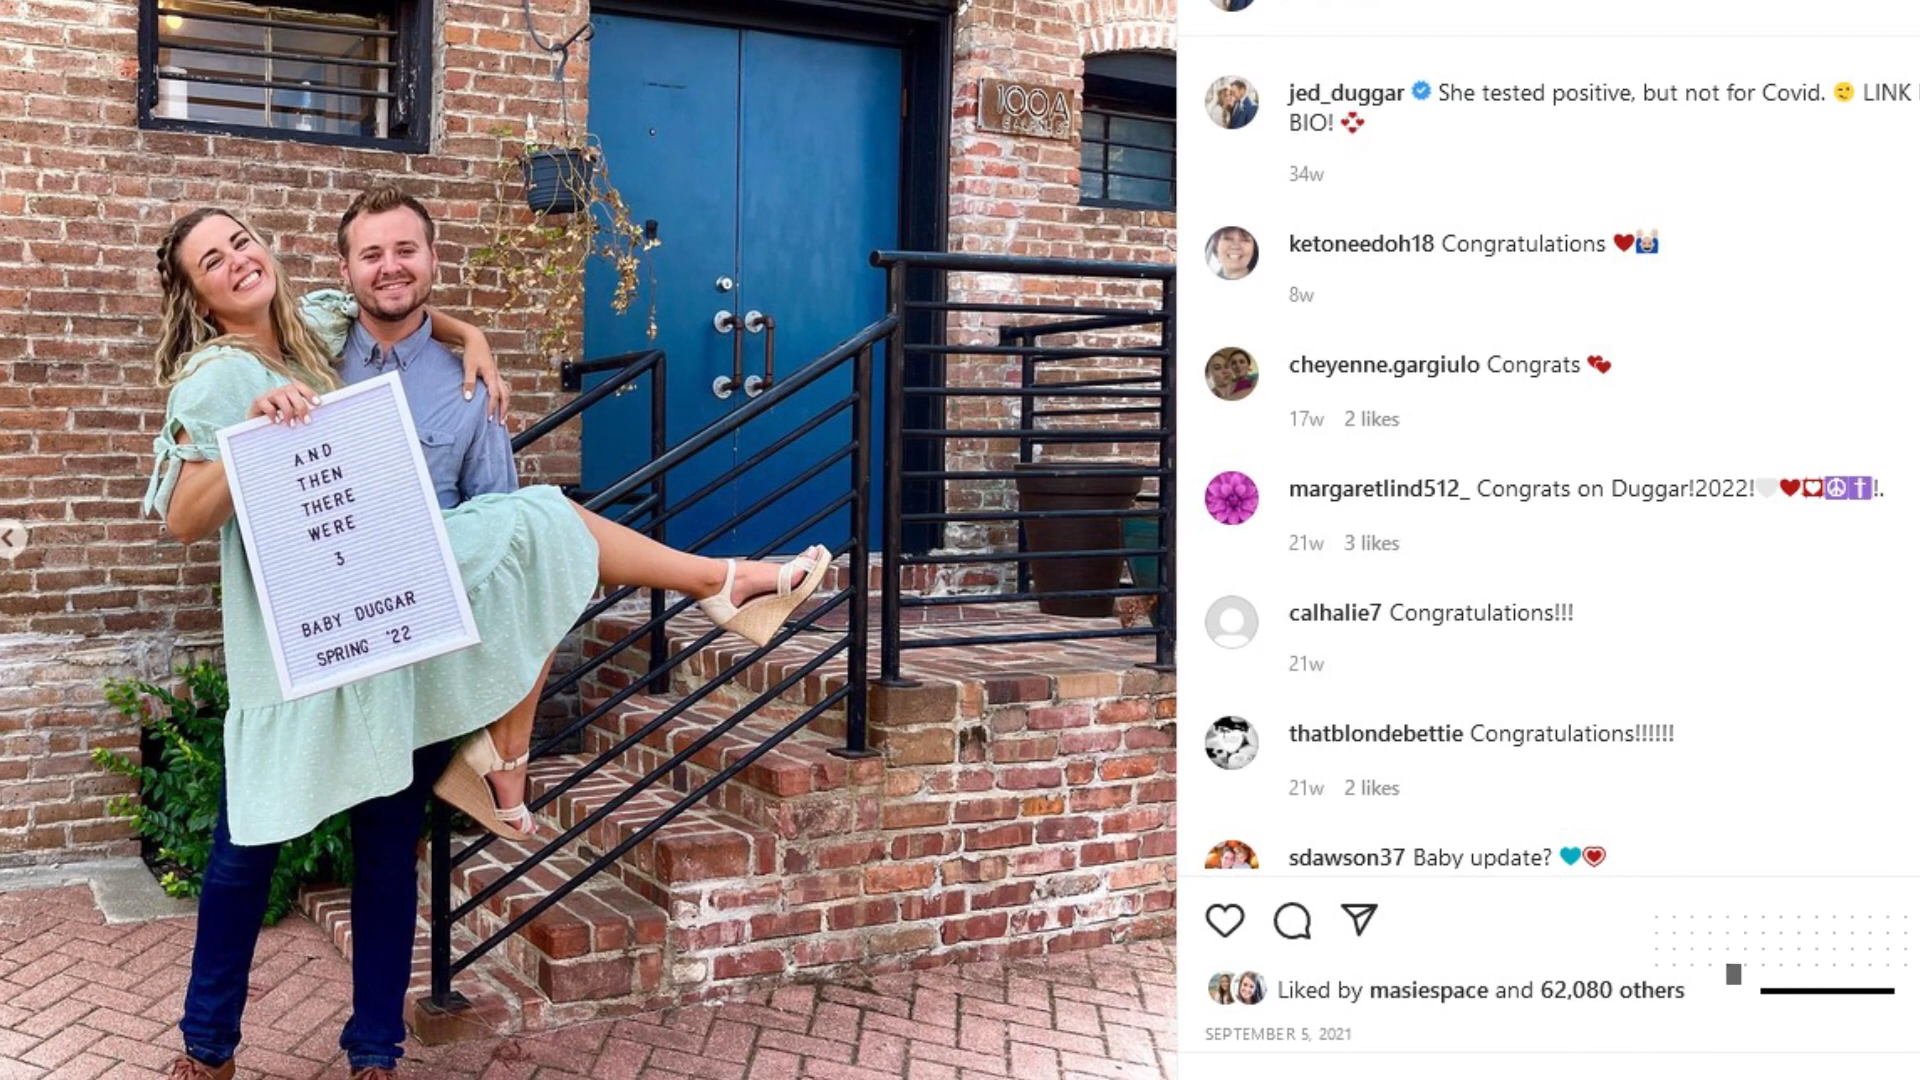 100A
AND
THEN
THERE
WERE
3
BABY DUGGAR
SPRING '22
jed_duggar She tested positive, but not for Covid. 😉 LINK
BIO! 💞
34w
ketoneedoh18 Congratulations ❤️🙌🏼
8w
cheyenne.gargiulo Congrats 💕
17w 2 likes
margaretlind512_ Congrats on Duggar!2022!🤍❤️💟☮️✝️!.
21w 3 likes
calhalie7 Congratulations!!!
21w
thatblondebettie Congratulations!!!!!!
21w 2 likes
sdawson37 Baby update? 💙💓
Liked by masiespace and 62,080 others
SEPTEMBER 5, 2021